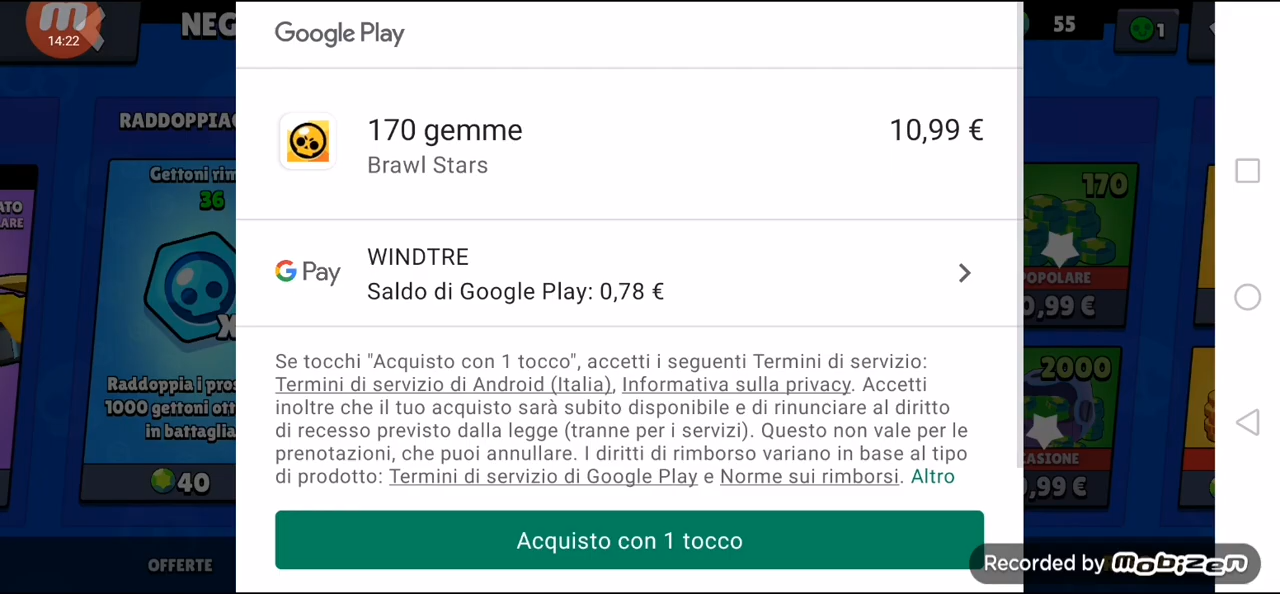 14:22
NEG
55
1
Google Play
170 gemme
10,99 €
Brawl Stars
G Pay
WINDTRE
Saldo di Google Play: 0,78 €
Se tocchi "Acquisto con 1 tocco", accetti i seguenti Termini di servizio:
Termini di servizio di Android (Italia), Informativa sulla privacy. Accetti
inoltre che il tuo acquisto sarà subito disponibile e di rinunciare al diritto
di recesso previsto dalla legge (tranne per i servizi). Questo non vale per le
prenotazioni, che puoi annullare. I diritti di rimborso variano in base al tipo
di prodotto: Termini di servizio di Google Play e Norme sui rimborsi. Altro
Acquisto con 1 tocco
RADDOPPIA
Gettoni rim
36
X
Raddoppia i pros
1000 gettoni ott
in battaglia
40
OFFERTE
ATO
ARE
170
OPOLARE
0,99 €
2000
CASIONE
,99 €
Recorded by mobizen